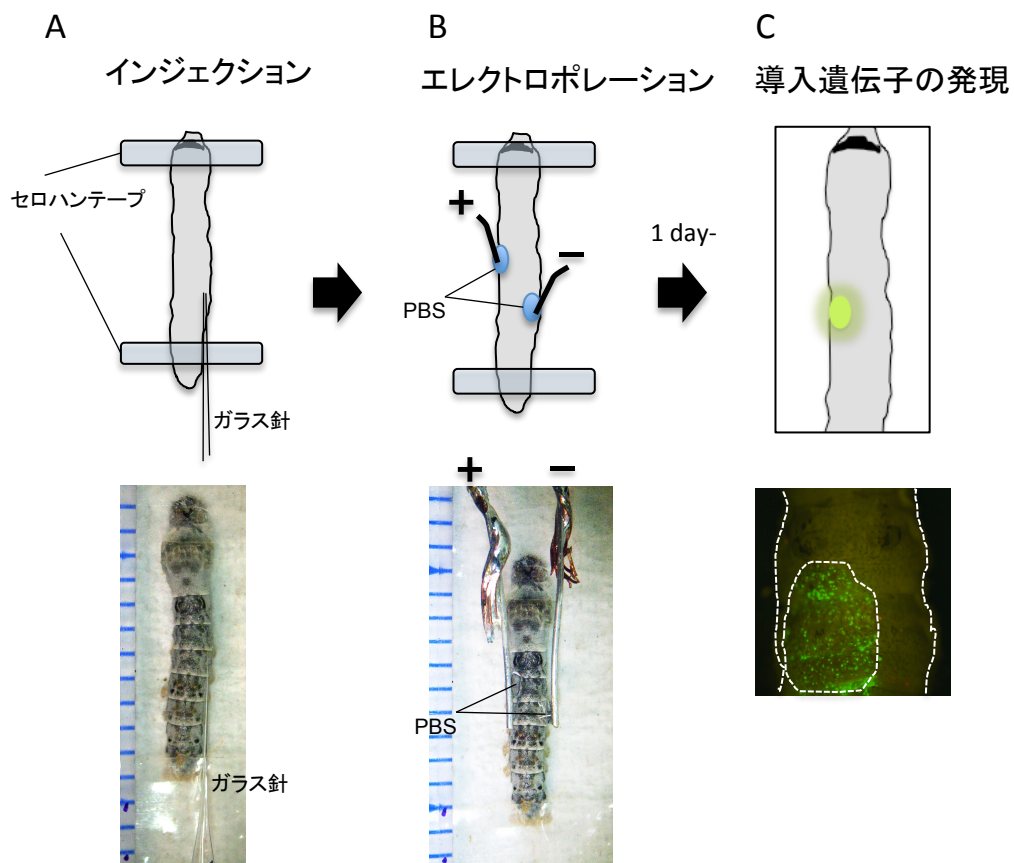 A
インジェクション
セロハンテープ
ガラス針
ガラス針
B
エレクトロポレーション
+
−
PBS
+
−
PBS
1 day-
C
導入遺伝子の発現